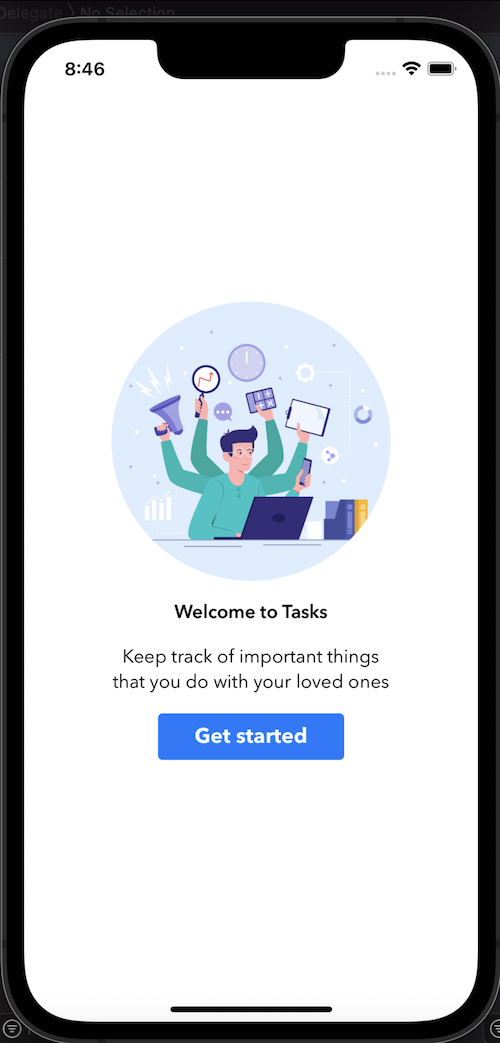 Delegate 〉 No Selection
8:46
Welcome to Tasks
Keep track of important things
that you do with your loved ones
Get started